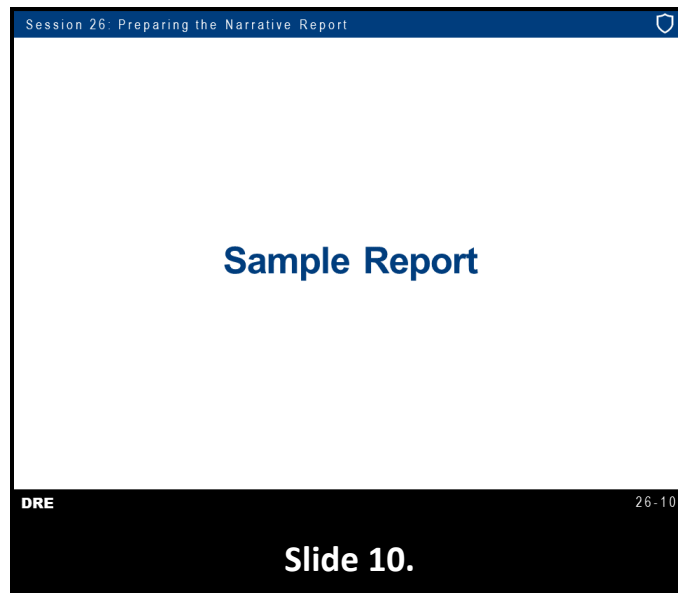 Session 26: Preparing the Narrative Report
Sample Report
DRE
26-10
Slide 10.